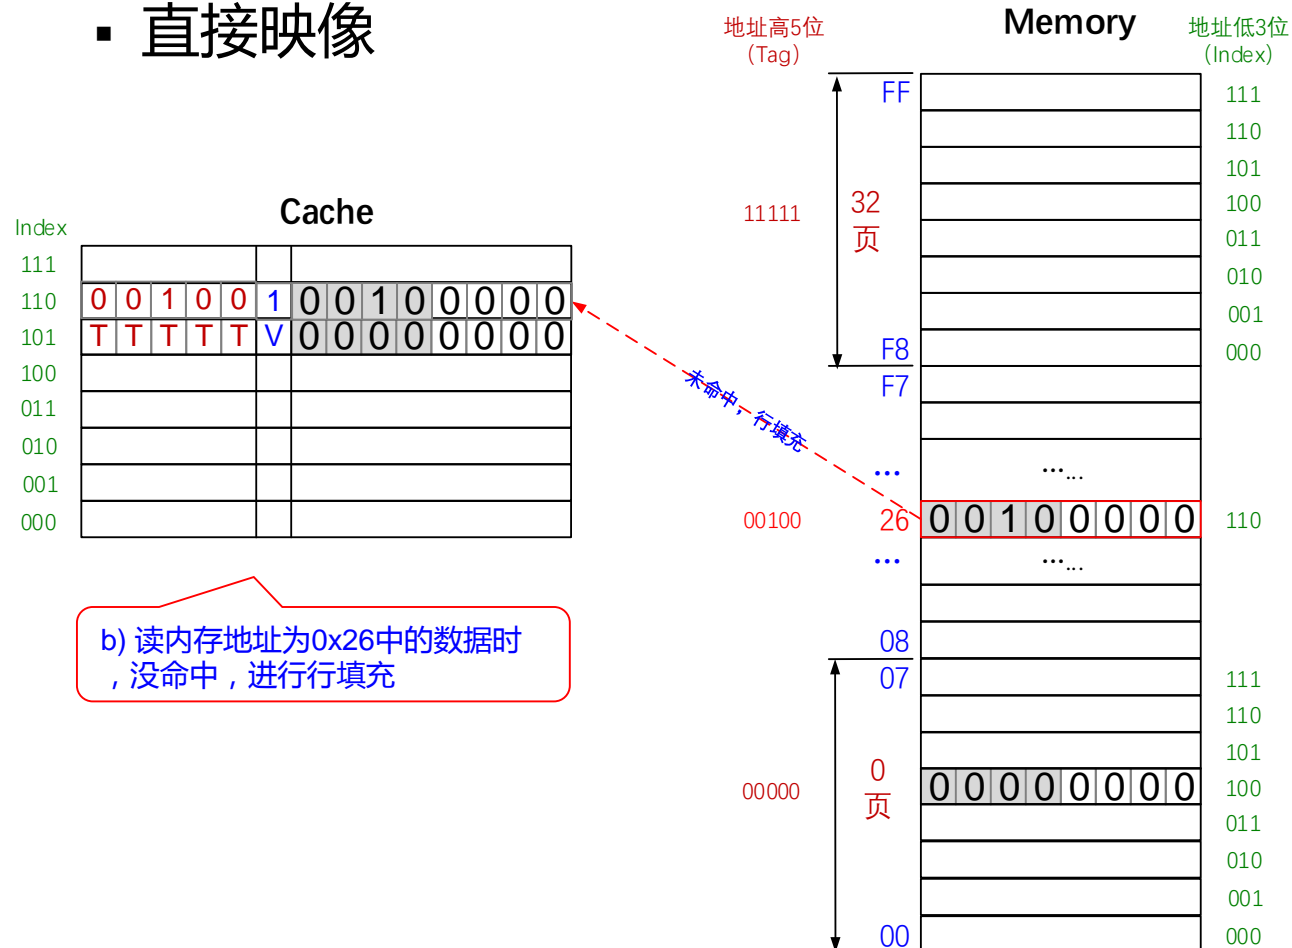 ▪ 直接映像
地址高5位
(Tag)
Memory
地址低3位
(Index)
Cache
Index
111
110 0 0 1 0 0 1 0 0 1 0 0 0 0 0
101 T T T T T V 0 0 0 0 0 0 0 0
100
011
010
001
000
未命中，行填充
b) 读内存地址为0x26中的数据时
，没命中，进行行填充
FF 111
110
101
11111 32 100
页 011
010
001
F8 000
F7
... ......
00100 26 0 0 1 0 0 0 0 0 110
... ......
08
07 111
110
0 101
00000 页 0 0 0 0 0 0 0 0 100
011
010
001
00 000